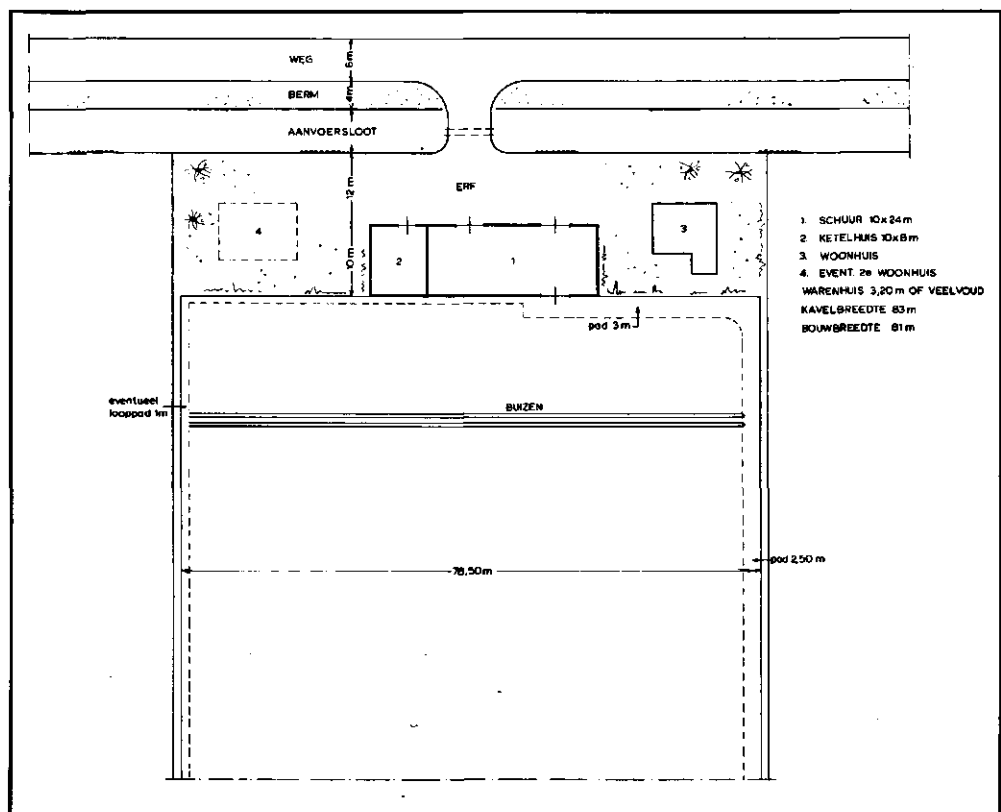 WEG
6m
BERM
4m
AANVOERSLOOT
12m
ERF
10m
4
2
1
3
1. SCHUUR 10x24m
2. KETELHUIS 10x8m
3. WOONHUIS
4. EVENT. 2e WOONHUIS
WARENHUIS 3,20m OF VEELVOUD
KAVELBREEDTE 83m
BOUWBREEDTE 81m
pad 3m
eventueel
looppad 1m
BUIZEN
pad 2,50m
78,50m